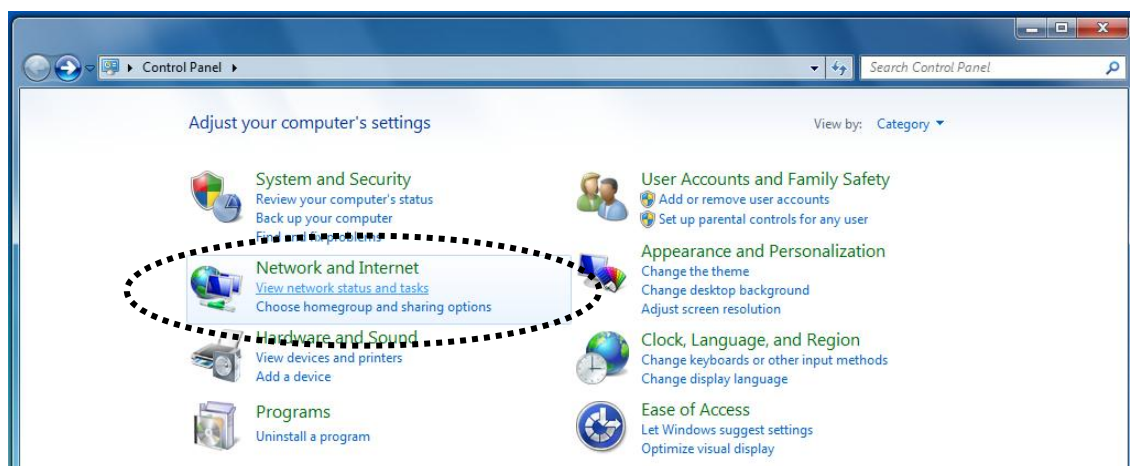 Control Panel
Search Control Panel
Adjust your computer's settings
View by: Category
System and Security
Review your computer's status
Back up your computer
Find and fix problems
Network and Internet
View network status and tasks
Choose homegroup and sharing options
Hardware and Sound
View devices and printers
Add a device
Programs
Uninstall a program
User Accounts and Family Safety
Add or remove user accounts
Set up parental controls for any user
Appearance and Personalization
Change the theme
Change desktop background
Adjust screen resolution
Clock, Language, and Region
Change keyboards or other input methods
Change display language
Ease of Access
Let Windows suggest settings
Optimize visual display